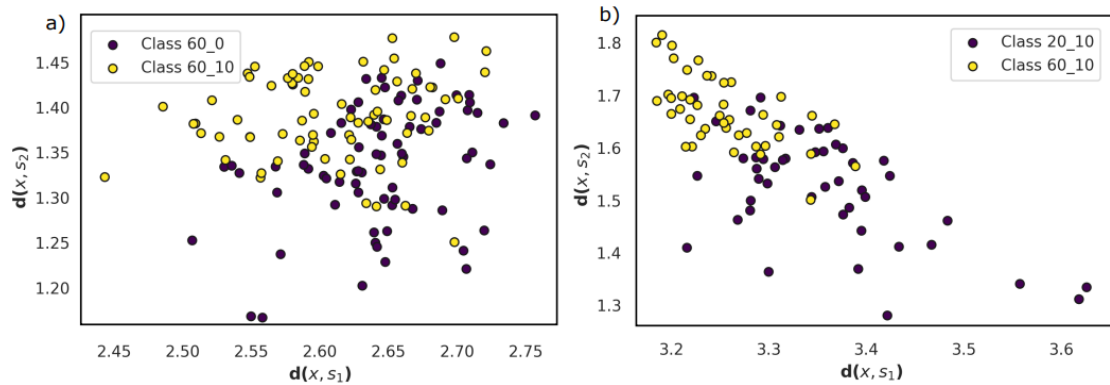 a)
Class 60_0
Class 60_10
1.45
1.40
1.35
1.30
1.25
1.20
d(x, s₂)
2.45 2.50 2.55 2.60 2.65 2.70 2.75
d(x, s₁)
b)
Class 20_10
Class 60_10
1.8
1.7
1.6
1.5
1.4
1.3
d(x, s₂)
3.2 3.3 3.4 3.5 3.6
d(x, s₁)